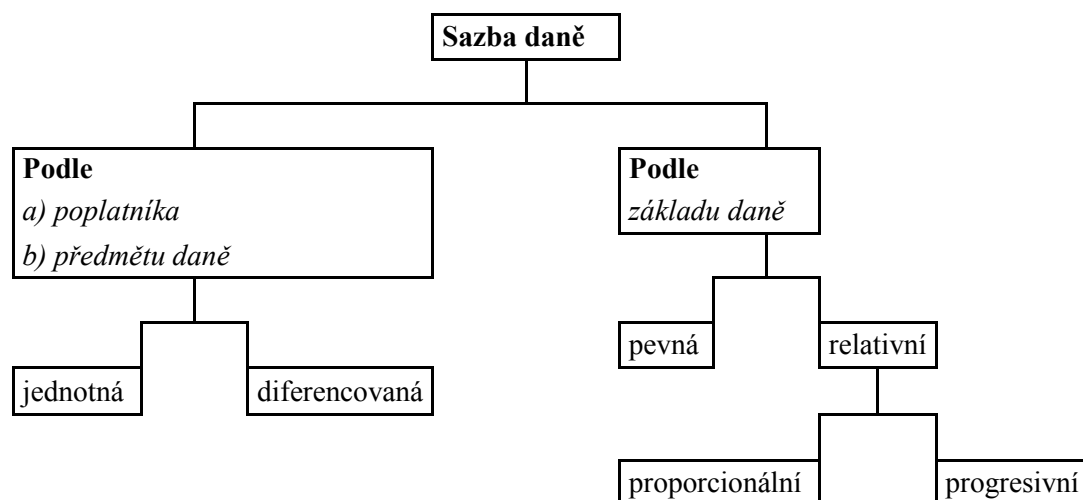 Sazba daně
Podle
a) poplatníka
b) předmětu daně
Podle
základu daně
jednotná
diferencovaná
pevná
relativní
proporcionální
progresivní